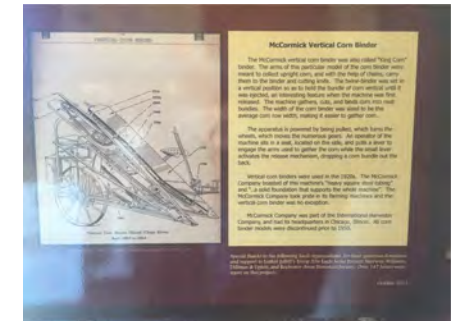 VERTICAL CORN BINDER
McCormick Vertical Corn Binder
The McCormick vertical corn binder was also called "King Corn"
binder. The arms of this particular model of the corn binder were
meant to collect upright corn, and with the help of chains, carry
them to the binder and cutting knife. The twine-binder was set in
a vertical position so as to hold the bundle of corn vertical until it
was ejected, an interesting feature when the machine was first
released. The machine gathers, cuts, and binds corn into neat
bundles. The width of the corn binder was sized to be the
average corn row width, making it easier to gather corn.
The apparatus is powered by being pulled, which turns the
wheels, which moves the numerous gears. An operator of the
machine sits in a seat, located on the side, and pulls a lever to
engage the arms used to gather the corn while the small lever
activates the release mechanism, dropping a corn bundle out the
back.
Vertical corn binders were used in the 1920s. The McCormick
Company boasted of this machine's "heavy square steel tubing"
and "..a solid foundation that supports the whole machine". The
McCormick Company took pride in its farming machines and the
vertical corn binder was no exception.
McCormick Company was part of the International Harvester
Company and had its headquarters in Chicago, Illinois. All corn
binder models were discontinued prior to 1950.
October 2012